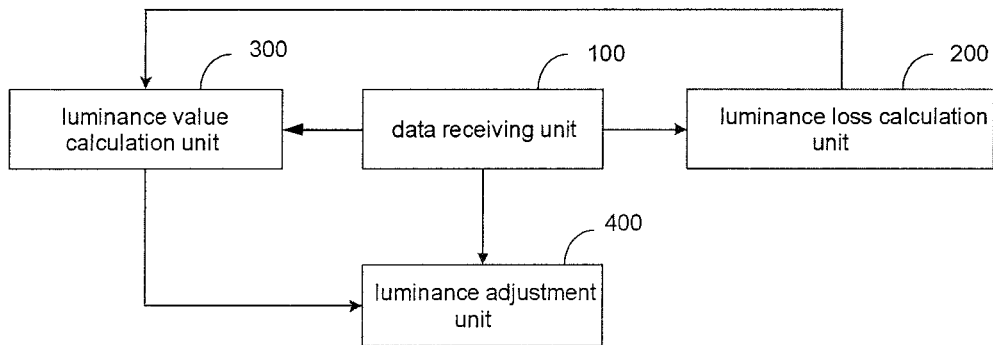 300
100
200
luminance value
calculation unit
data receiving unit
luminance loss calculation
unit
400
luminance adjustment
unit